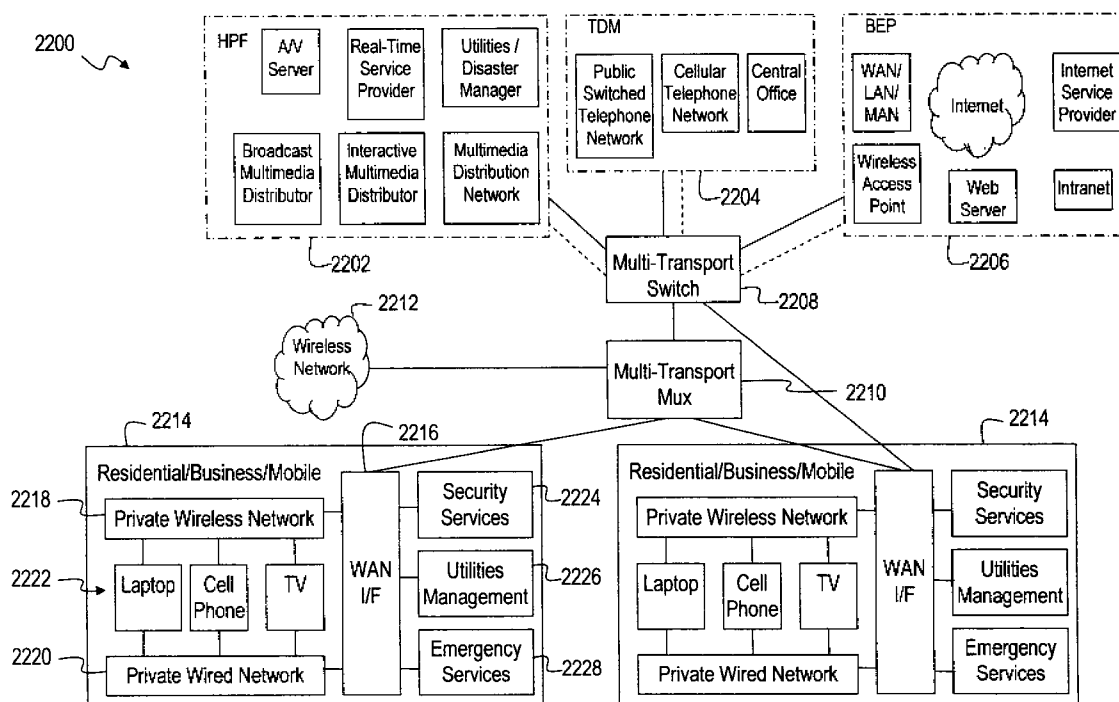 2200
HPF
A/V
Server
Real-Time
Service
Provider
Utilities /
Disaster
Manager
Broadcast
Multimedia
Distributor
Interactive
Multimedia
Distributor
Multimedia
Distribution
Network
2202
TDM
Public
Switched
Telephone
Network
Cellular
Telephone
Network
Central
Office
2204
BEP
WAN/
LAN/
MAN
Internet
Internet
Service
Provider
Wireless
Access
Point
Web
Server
Intranet
2206
Multi-Transport
Switch
2208
2212
Wireless
Network
Multi-Transport
Mux
2210
2214
2216
Residential/Business/Mobile
2218
Private Wireless Network
2222
Laptop
Cell
Phone
TV
2220
Private Wired Network
WAN
I/F
Security
Services
2224
Utilities
Management
2226
Emergency
Services
2228
2214
Residential/Business/Mobile
Private Wireless Network
Laptop
Cell
Phone
TV
Private Wired Network
WAN
I/F
Security
Services
Utilities
Management
Emergency
Services